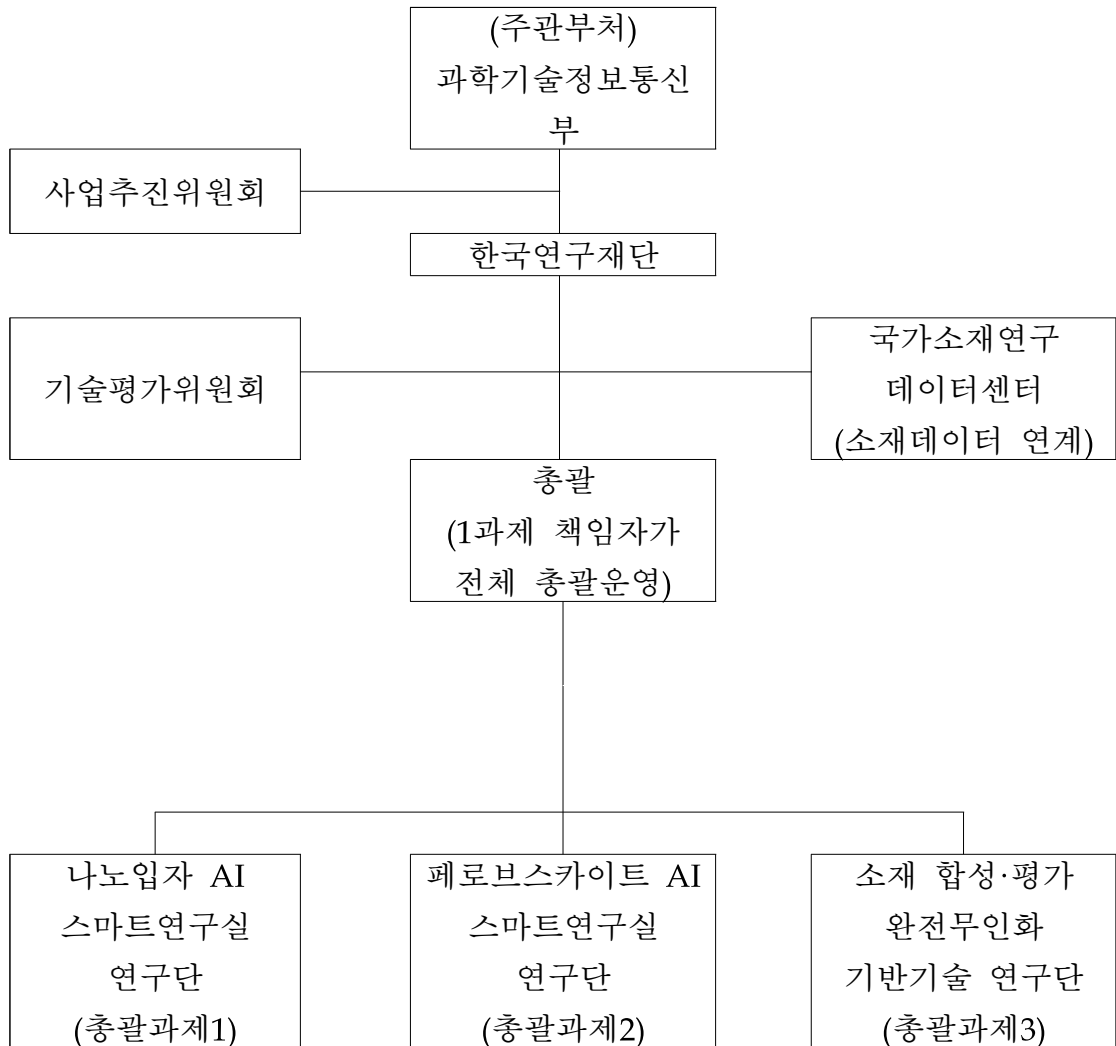 (주관부처)
과학기술정보통신
부
사업추진위원회
한국연구재단
기술평가위원회
국가소재연구
데이터센터
(소재데이터 연계)
총괄
(1과제 책임자가
전체 총괄운영)
나노입자 AI
스마트연구실
연구단
(총괄과제1)
페로브스카이트 AI
스마트연구실
연구단
(총괄과제2)
소재 합성·평가
완전무인화
기반기술 연구단
(총괄과제3)